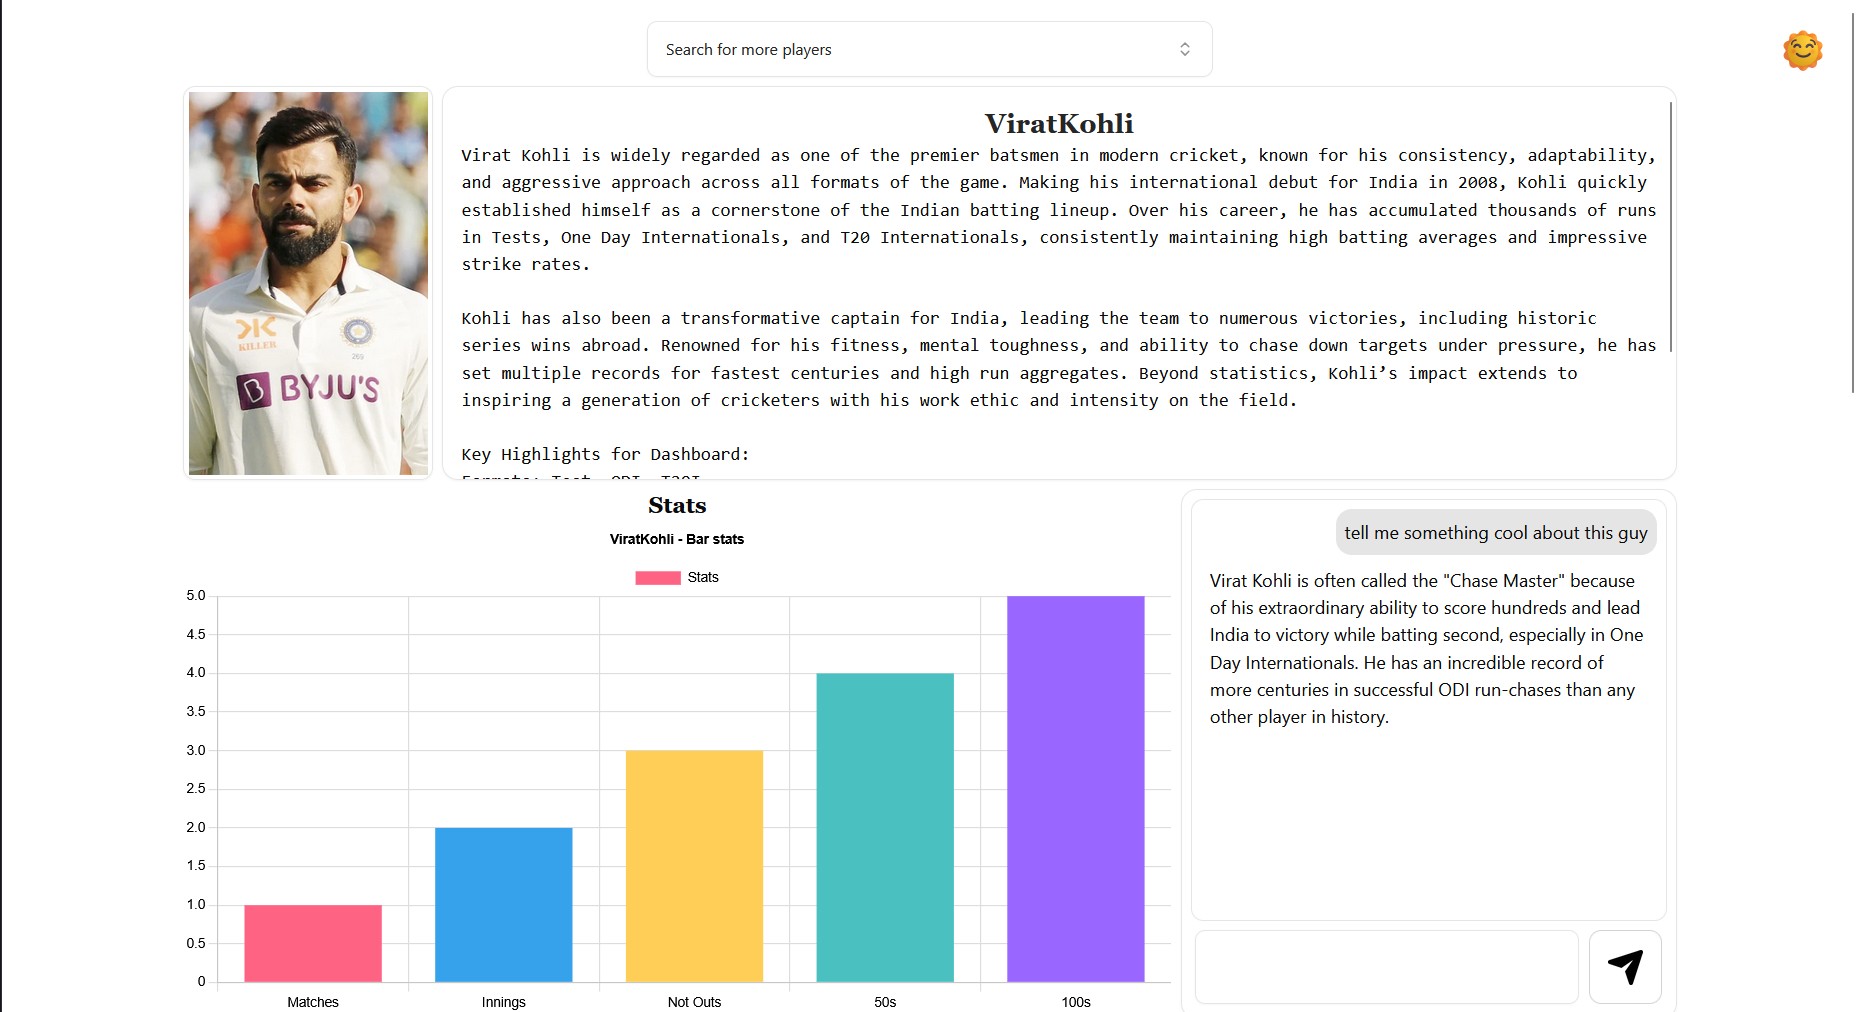 Search for more players
KILLER
269
BYJU'S
ViratKohli
Virat Kohli is widely regarded as one of the premier batsmen in modern cricket, known for his consistency, adaptability,
and aggressive approach across all formats of the game. Making his international debut for India in 2008, Kohli quickly
established himself as a cornerstone of the Indian batting lineup. Over his career, he has accumulated thousands of runs
in Tests, One Day Internationals, and T20 Internationals, consistently maintaining high batting averages and impressive
strike rates.
Kohli has also been a transformative captain for India, leading the team to numerous victories, including historic
series wins abroad. Renowned for his fitness, mental toughness, and ability to chase down targets under pressure, he has
set multiple records for fastest centuries and high run aggregates. Beyond statistics, Kohli’s impact extends to
inspiring a generation of cricketers with his work ethic and intensity on the field.
Key Highlights for Dashboard:
Formats: Test, ODI, T20I
Stats
ViratKohli - Bar stats
Stats
5.0
4.5
4.0
3.5
3.0
2.5
2.0
1.5
1.0
0.5
0
Matches
Innings
Not Outs
50s
100s
tell me something cool about this guy
Virat Kohli is often called the "Chase Master" because
of his extraordinary ability to score hundreds and lead
India to victory while batting second, especially in One
Day Internationals. He has an incredible record of
more centuries in successful ODI run-chases than any
other player in history.